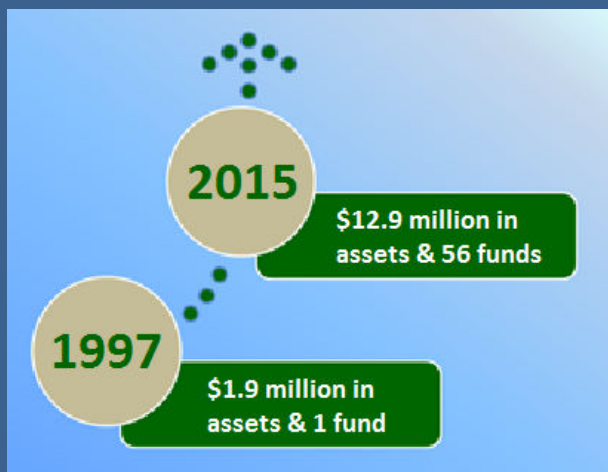 2015
$12.9 million in
assets & 56 funds
1997
$1.9 million in
assets & 1 fund